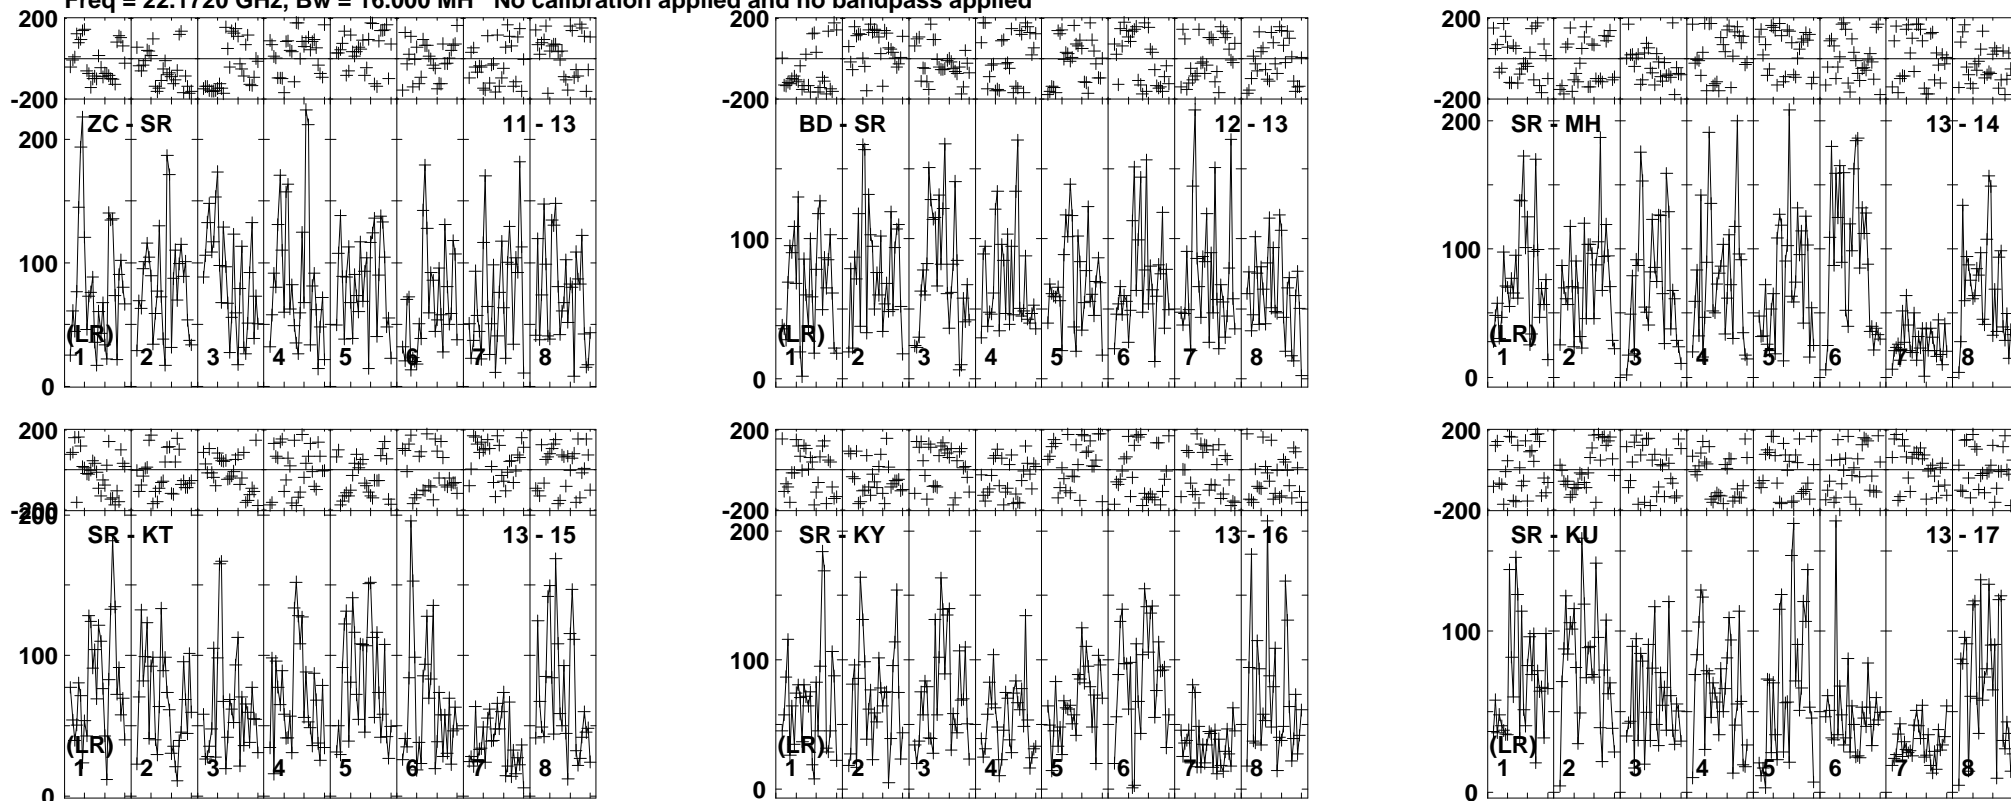 Freq = 22.1720 GHz, Bw = 16.000 MH No calibration applied and no bandpass applied
200 200 200
-200 -200 -200
ZC - SR 11 - 13 BD - SR 12 - 13 SR - MH 13 - 14
200 200
100 100 100
(LR) (LR) (LR)
1 2 3 4 5 6 7 8 1 2 3 4 5 6 7 8 1 2 3 4 5 6 7 8
0 0 0
200 200 200
-200 -200 -200
200
SR - KT 13 - 15 SR - KY 13 - 16 SR - KU 13 - 17
200
100 100 100
(LR) (LR) (LR)
1 2 3 4 5 6 7 8 1 2 3 4 5 6 7 8 1 2 3 4 5 6 7 8
0 0 0